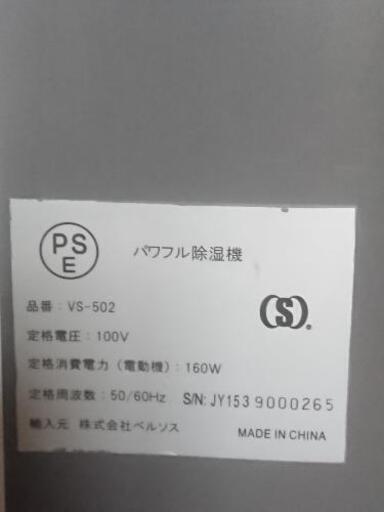 PS
E
パワフル除湿機
品番：VS-502
(S)®
定格電圧：100V
定格消費電力（電動機）：160W
定格周波数：50/60Hz S/N: JY1539000265
輸入元 株式会社ベルソス
MADE IN CHINA